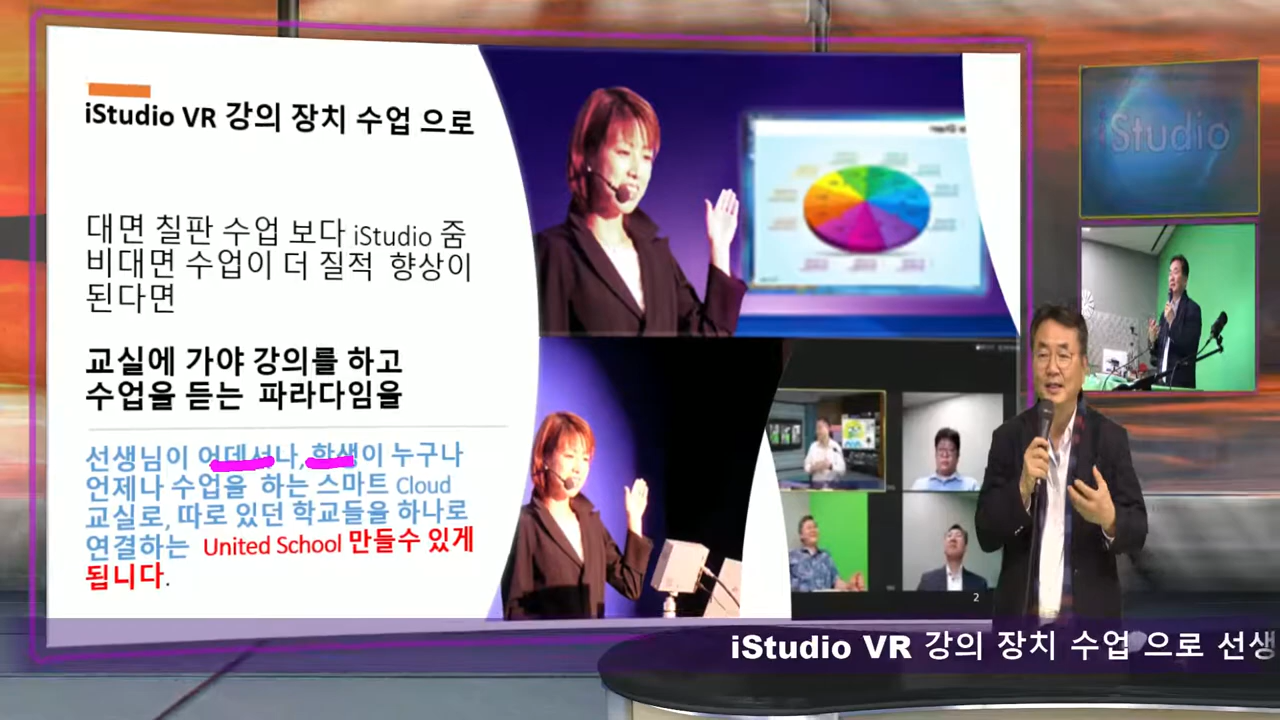 iStudio VR 강의 장치 수업 으로
대면 칠판 수업 보다 iStudio 줌
비대면 수업이 더 질적 향상이
된다면
교실에 가야 강의를 하고
수업을 듣는 파라다임을
선생님이 어데서나, 학생이 누구나
언제나 수업을 하는 스마트 Cloud
교실로, 따로 있던 학교들을 하나로
연결하는 United School 만들수 있게
됩니다.
2
iStudio
iStudio VR 강의 장치 수업 으로 선생